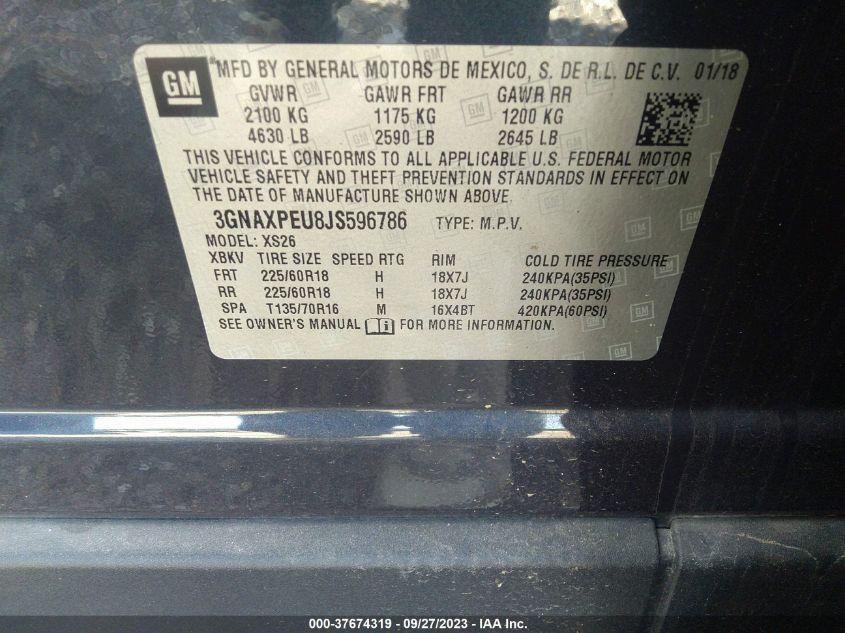 GM
*MFD BY GENERAL MOTORS DE MEXICO, S. DE R.L. DE C.V. 01/18
GVWR GAWR FRT GAWR RR
2100 KG 1175 KG 1200 KG
4630 LB 2590 LB 2645 LB
THIS VEHICLE CONFORMS TO ALL APPLICABLE U.S. FEDERAL MOTOR
VEHICLE SAFETY AND THEFT PREVENTION STANDARDS IN EFFECT ON
THE DATE OF MANUFACTURE SHOWN ABOVE.
3GNAXPEU8JS596786 TYPE: M.P.V.
MODEL: XS26
XBKV TIRE SIZE SPEED RTG RIM COLD TIRE PRESSURE
FRT 225/60R18 H 18X7J 240KPA(35PSI)
RR 225/60R18 H 18X7J 240KPA(35PSI)
SPA T135/70R16 M 16X4BT 420KPA(60PSI)
SEE OWNER'S MANUAL FOR MORE INFORMATION.
000-37674319 / 09/27/2023 - © IAA Inc.